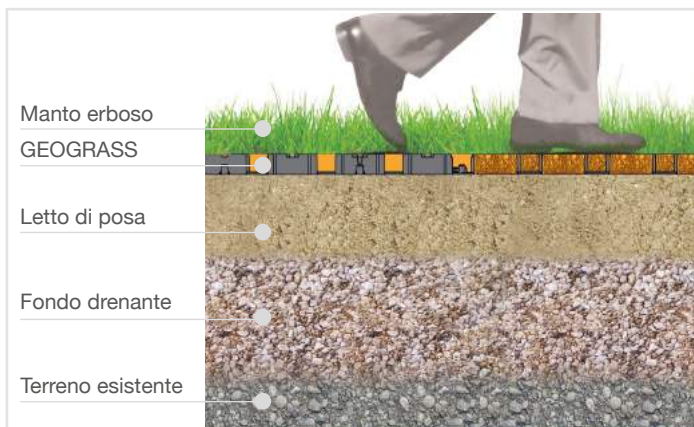 Manto erboso
GEOGRASS
Letto di posa
Fondo drenante
Terreno esistente